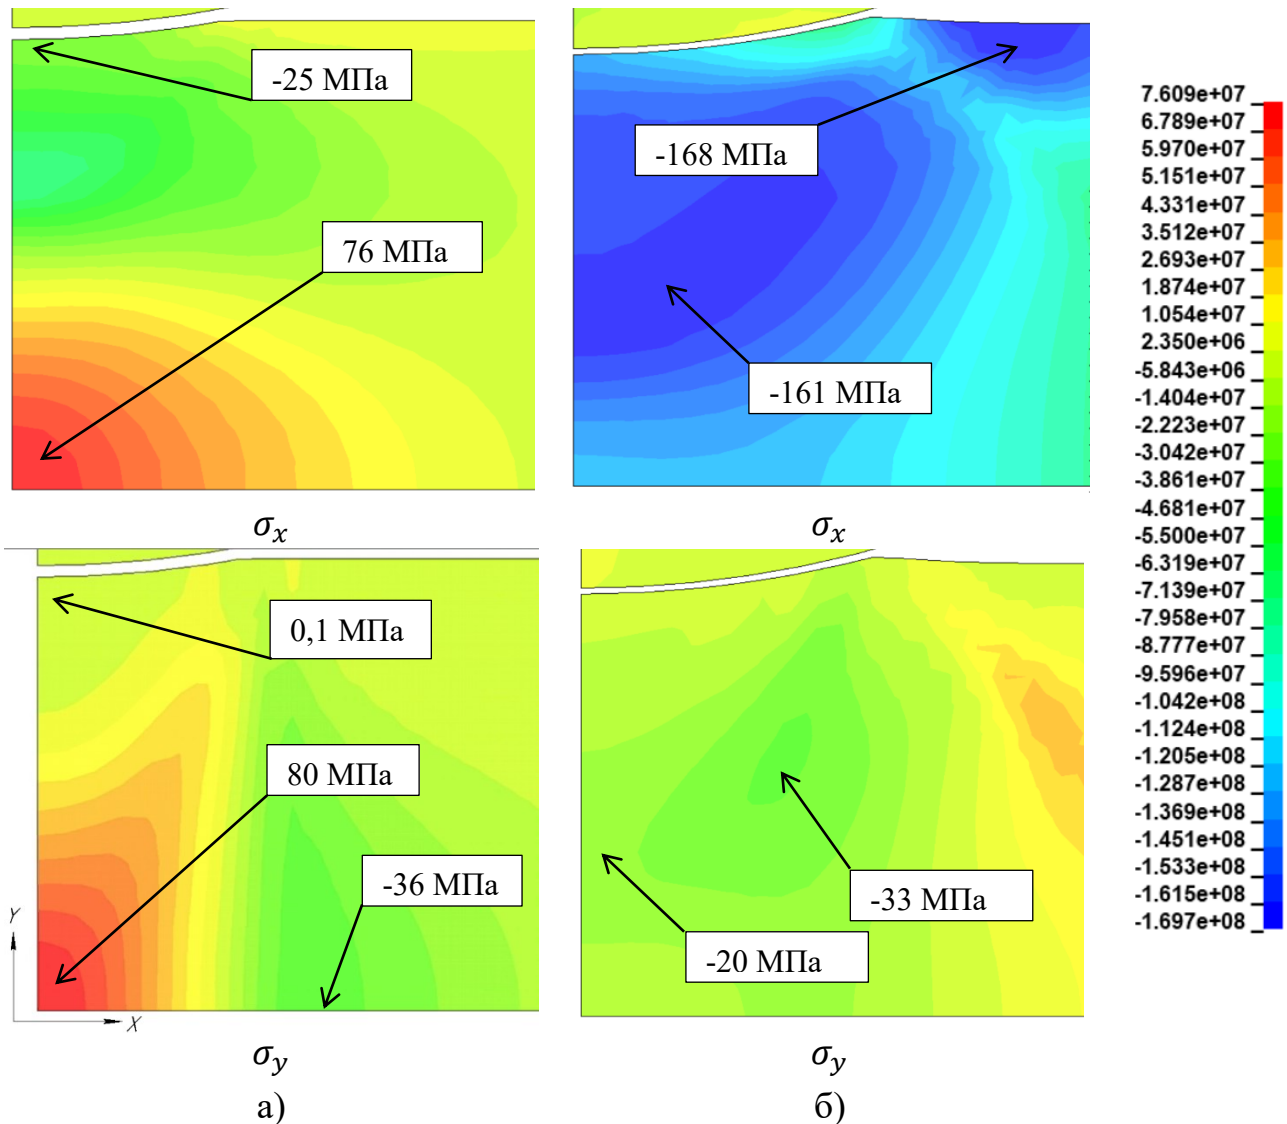 -25 МПа
76 МПа
σx
-168 МПа
-161 МПа
σx
7.609e+07
6.789e+07
5.970e+07
5.151e+07
4.331e+07
3.512e+07
2.693e+07
1.874e+07
1.054e+07
2.350e+06
-5.843e+06
-1.404e+07
-2.223e+07
-3.042e+07
-3.861e+07
-4.681e+07
-5.500e+07
-6.319e+07
-7.139e+07
-7.958e+07
-8.777e+07
-9.596e+07
-1.042e+08
-1.124e+08
-1.205e+08
-1.287e+08
-1.369e+08
-1.451e+08
-1.533e+08
-1.615e+08
-1.697e+08
0,1 МПа
80 МПа
-36 МПа
Y
X
σy
-33 МПа
-20 МПа
σy
а)
б)